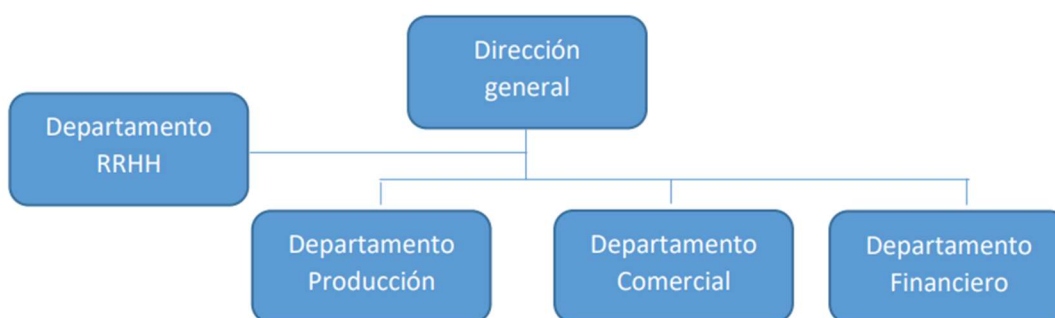 Dirección
general
Departamento
RRHH
Departamento
Producción
Departamento
Comercial
Departamento
Financiero